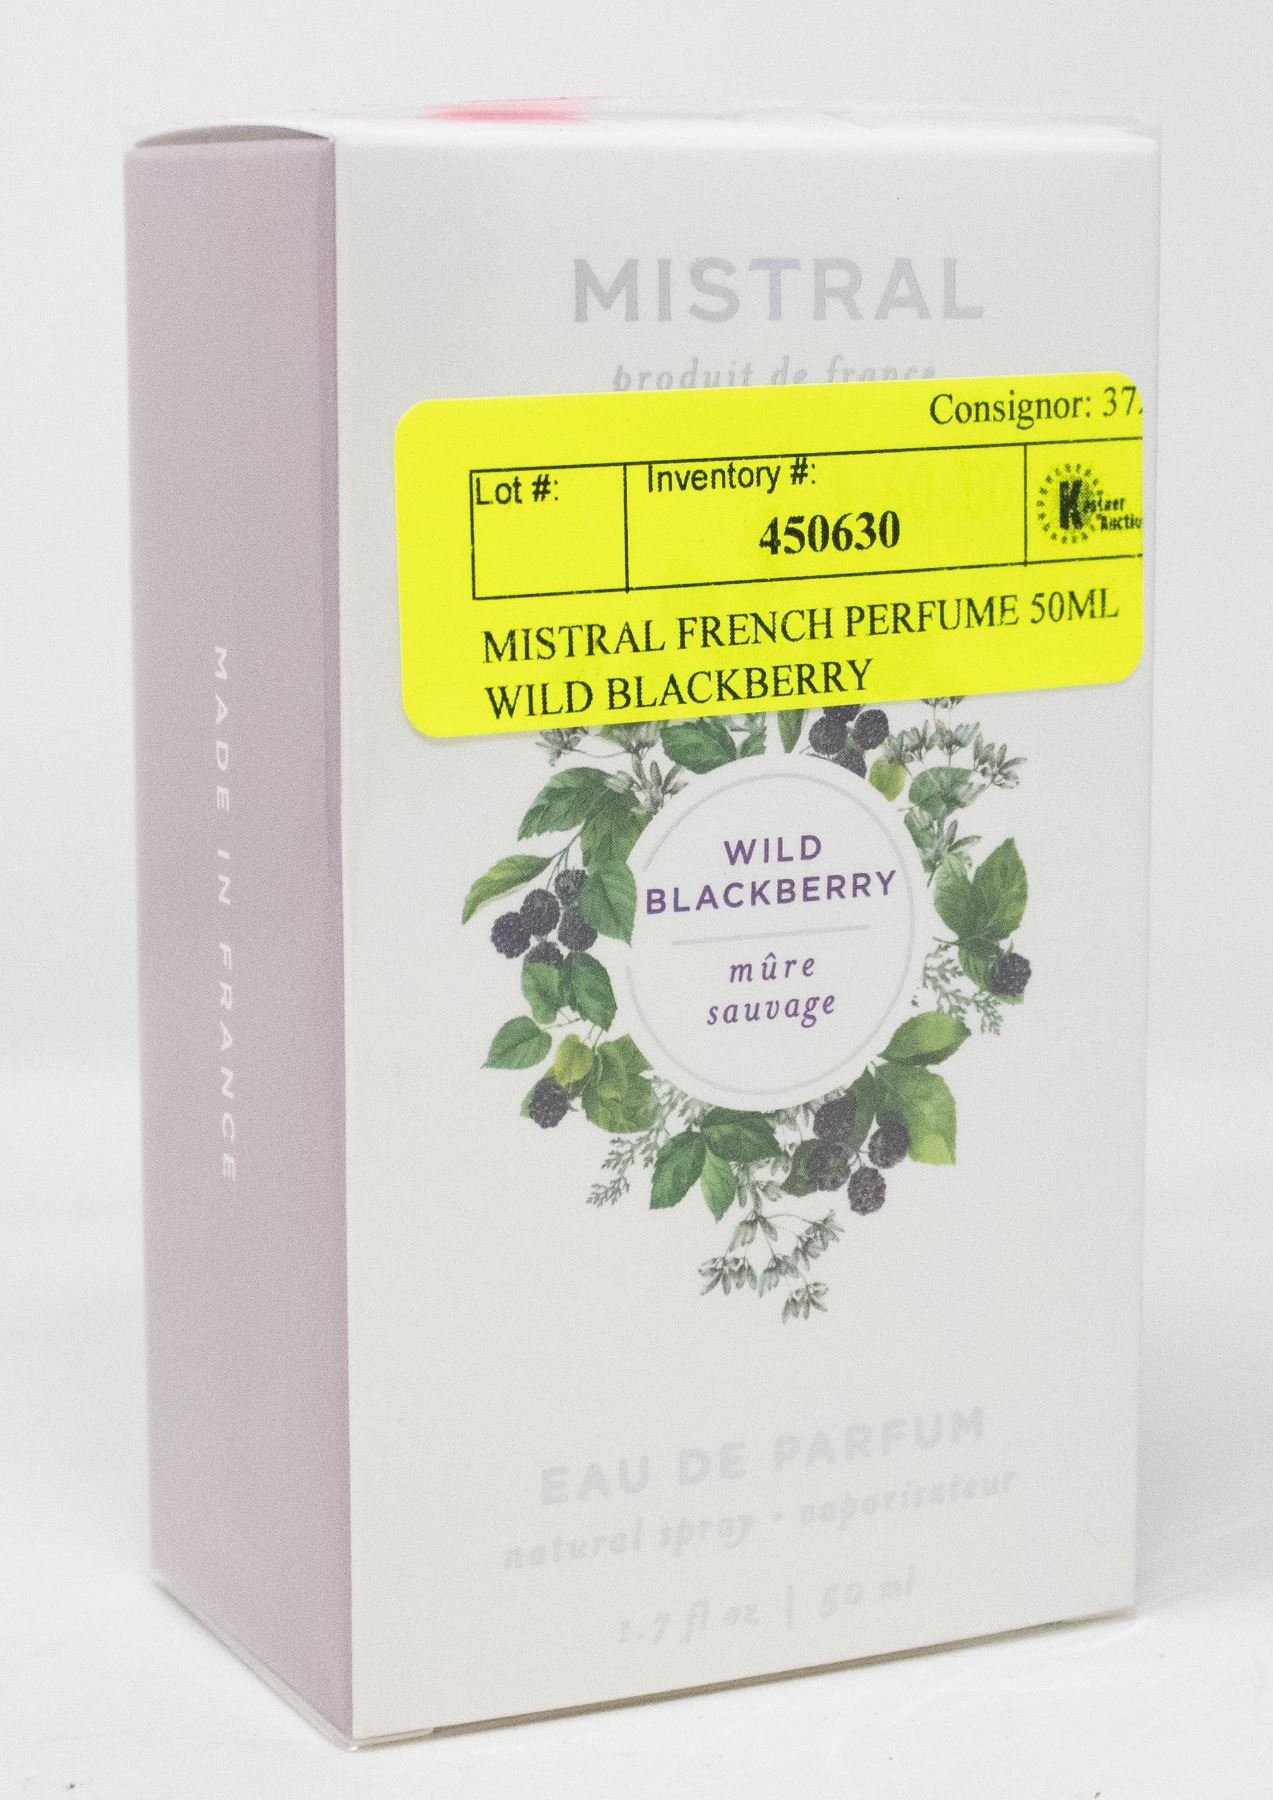 MISTRAL
produit de france
Consignor: 37
Lot #:
Inventory #:
450630
MISTRAL FRENCH PERFUME 50ML
WILD BLACKBERRY
WILD
BLACKBERRY
mûre
sauvage
EAU DE PARFUM
natural spray • vaporisateur
1.7 fl oz | 50 ml
MADE IN FRANCE